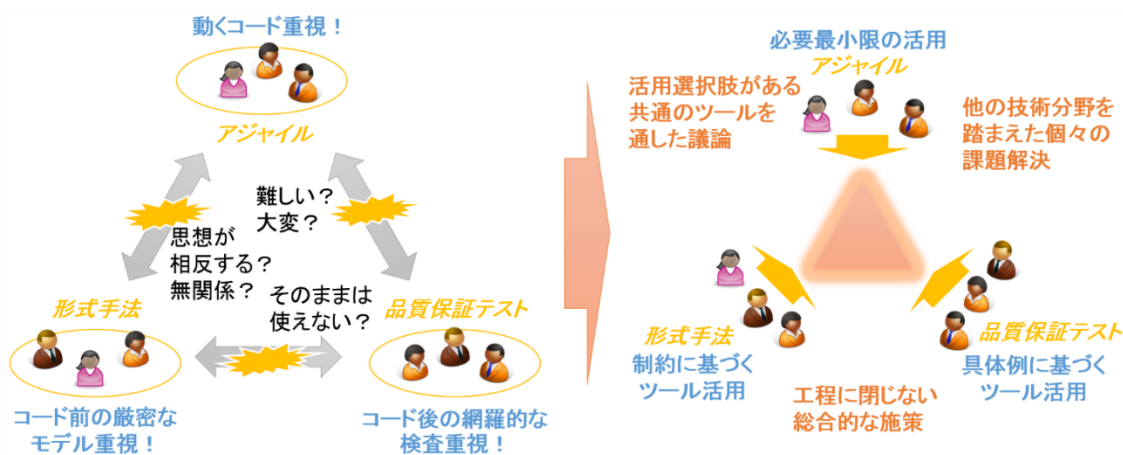 動くコード重視！
アジャイル
難しい？
大変？
思想が
相反する？
無関係？
そのままは
使えない？
形式手法
品質保証テスト
コード前の厳密な
モデル重視！
コード後の網羅的な
検査重視！
必要最小限の活用
アジャイル
活用選択肢がある
共通のツールを
通した議論
他の技術分野を
踏まえた個々の
課題解決
形式手法
制約に基づく
ツール活用
品質保証テスト
具体例に基づく
ツール活用
工程に閉じない
総合的な施策